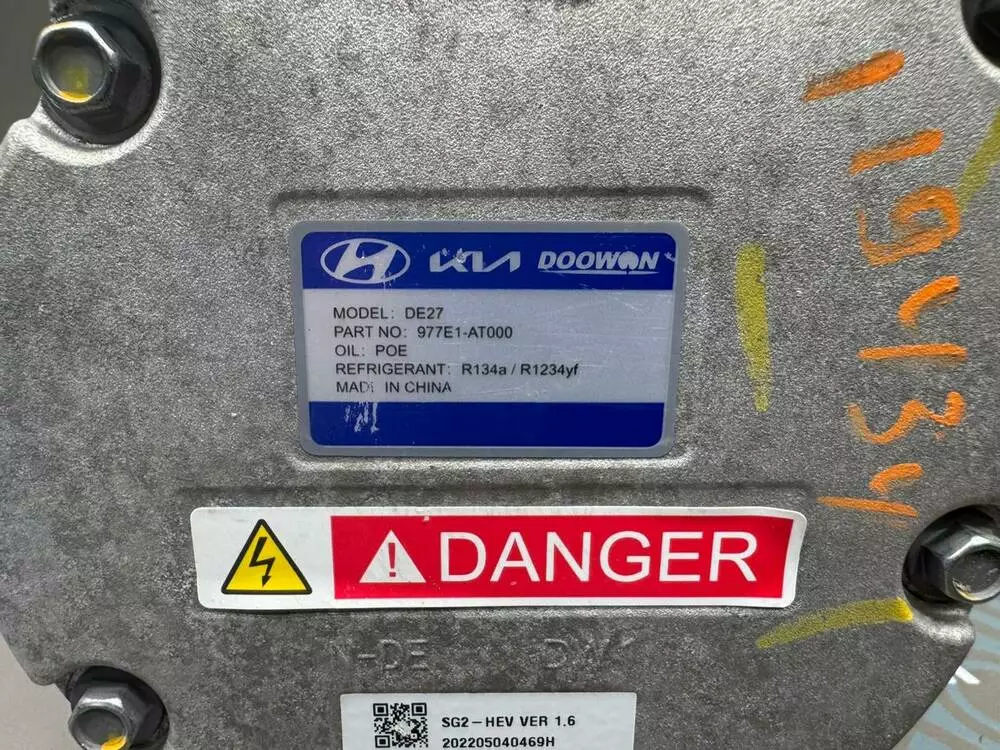 KIA DOOWON
MODEL: DE27
PART NO: 977E1-AT000
OIL: POE
REFRIGERANT: R134a / R1234yf
MADE IN CHINA
DANGER
SG2-HEV VER 1.6
202205040469H